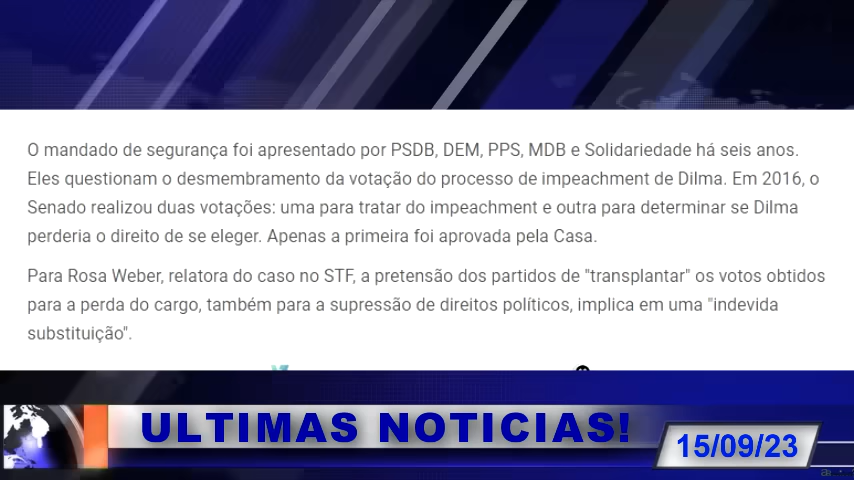 O mandado de segurança foi apresentado por PSDB, DEM, PPS, MDB e Solidariedade há seis anos.
Eles questionam o desmembramento da votação do processo de impeachment de Dilma. Em 2016, o
Senado realizou duas votações: uma para tratar do impeachment e outra para determinar se Dilma
perderia o direito de se eleger. Apenas a primeira foi aprovada pela Casa.
Para Rosa Weber, relatora do caso no STF, a pretensão dos partidos de "transplantar" os votos obtidos
para a perda do cargo, também para a supressão de direitos políticos, implica em uma "indevida
substituição".
ULTIMAS NOTICIAS!
15/09/23